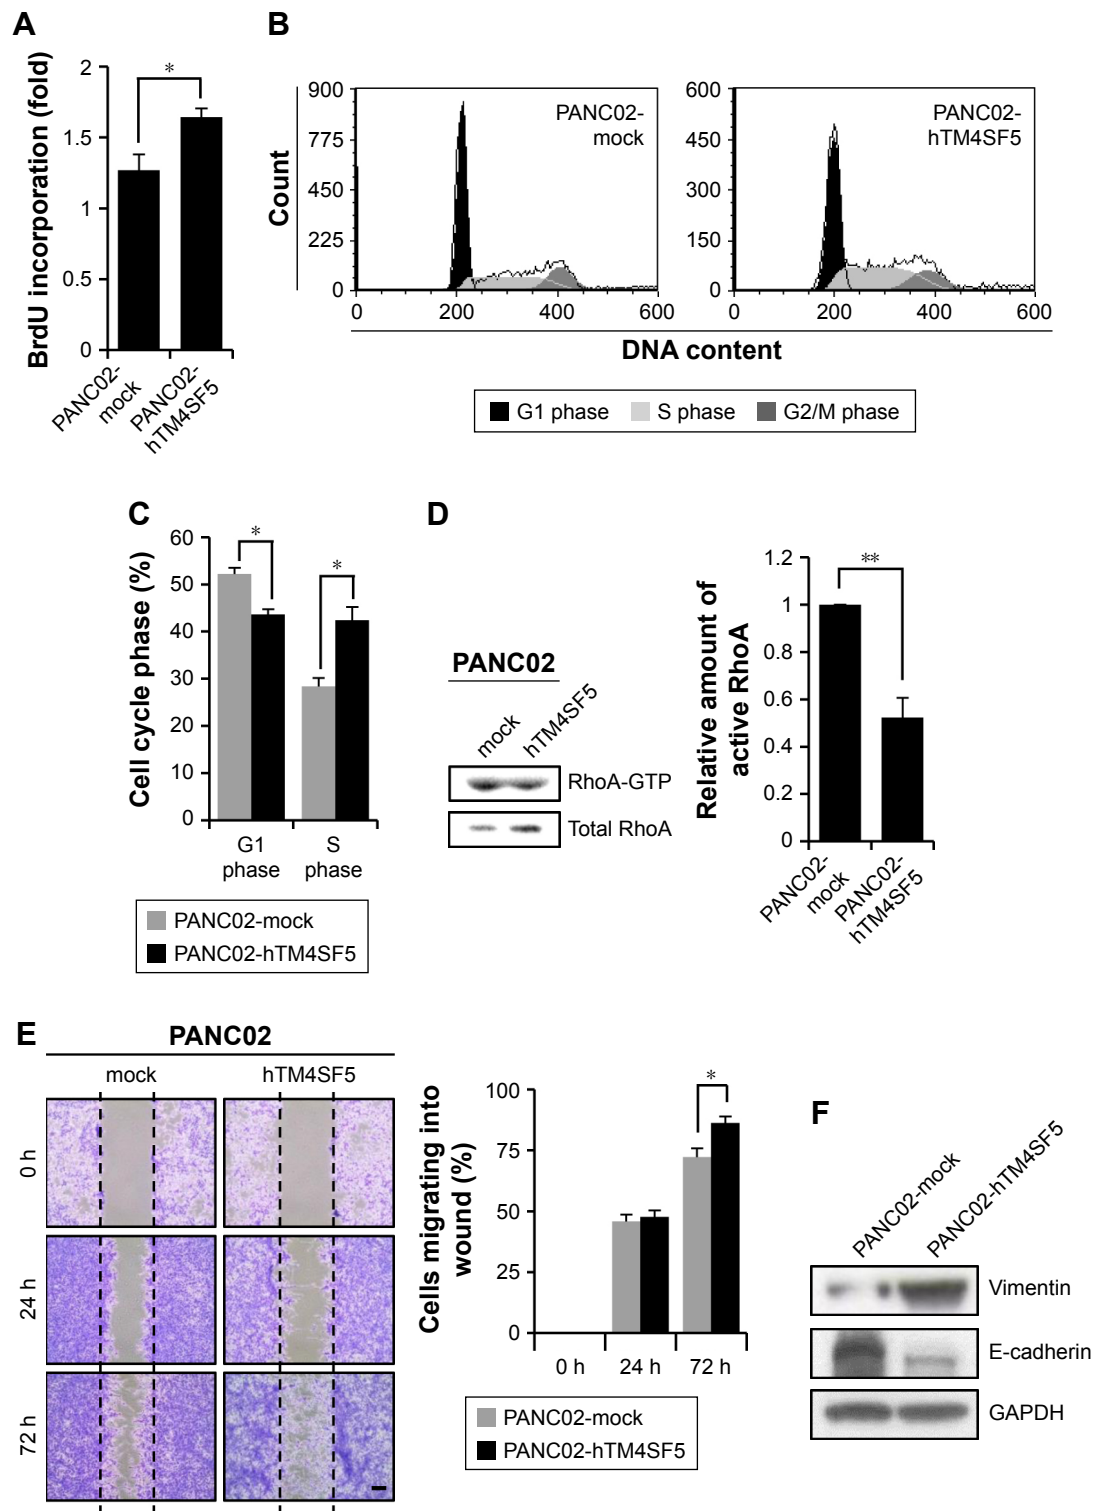 A
BrdU incorporation (fold)
2
1.5
1
0.5
0
*
PANC02-
mock
PANC02-
hTM4SF5
B
Count
900
775
450
225
0
PANC02-
mock
0 200 400 600
600
450
300
150
0
PANC02-
hTM4SF5
0 200 400 600
DNA content
G1 phase S phase G2/M phase
C
Cell cycle phase (%)
60
50
40
30
20
10
0
*
*
G1
phase
S
phase
PANC02-mock
PANC02-hTM4SF5
D
PANC02
mock
hTM4SF5
RhoA-GTP
Total RhoA
Relative amount of
active RhoA
1.2
1
0.8
0.6
0.4
0.2
0
**
PANC02-
mock
PANC02-
hTM4SF5
E
PANC02
mock hTM4SF5
0 h
24 h
72 h
Cells migrating into
wound (%)
100
75
50
25
0
*
0 h 24 h 72 h
PANC02-mock
PANC02-hTM4SF5
F
PANC02-mock
PANC02-hTM4SF5
Vimentin
E-cadherin
GAPDH